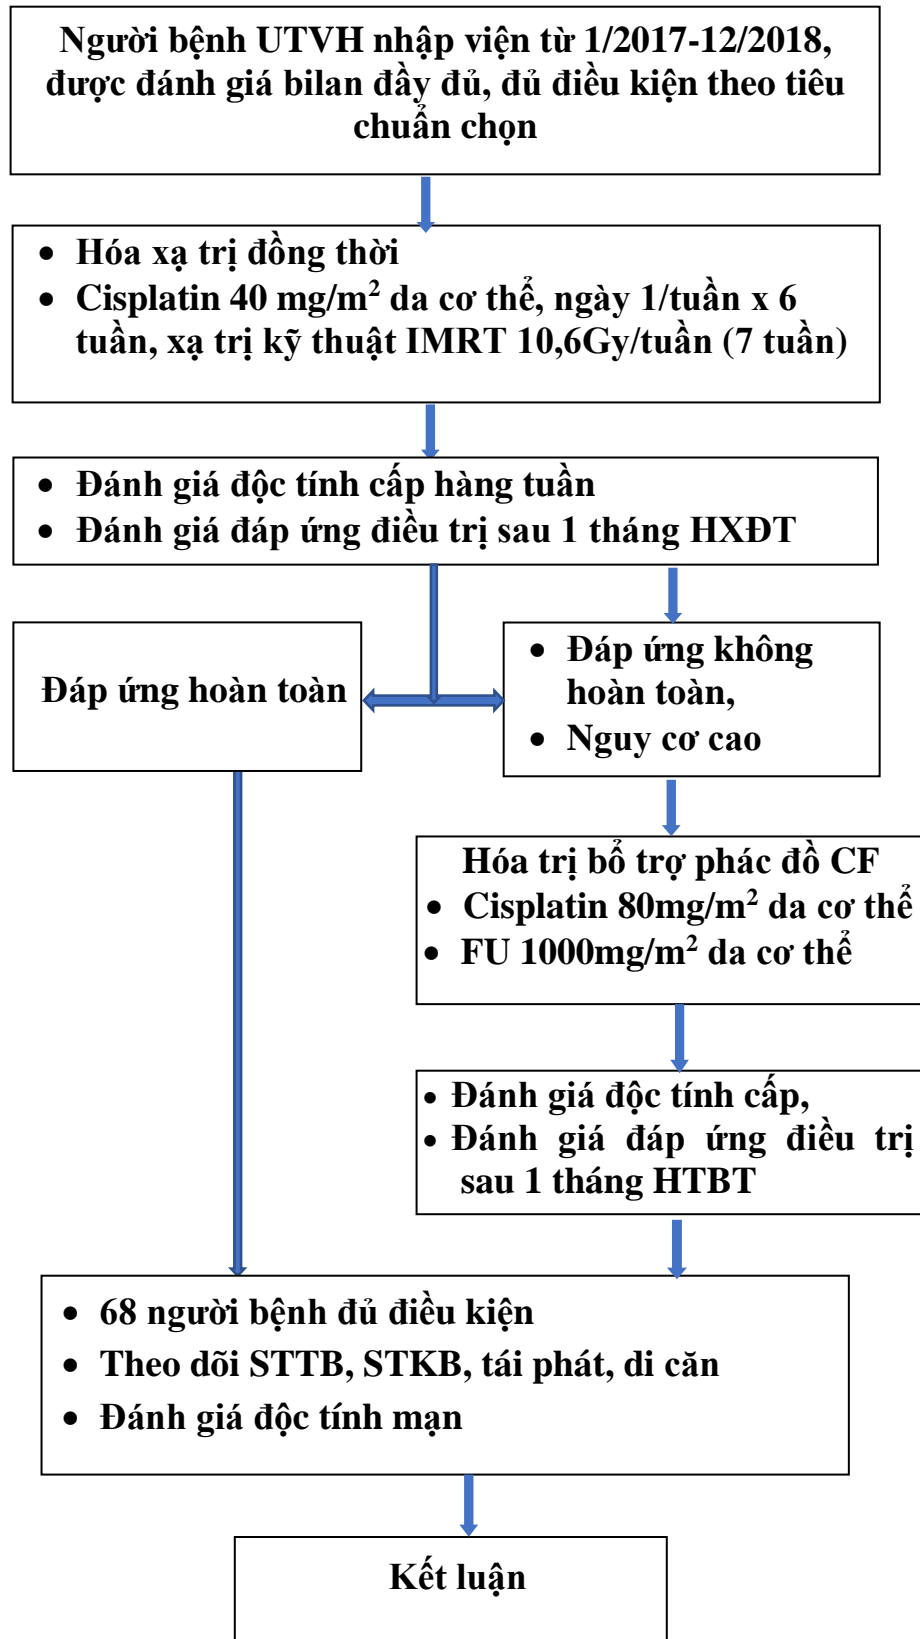 Người bệnh UTVH nhập viện từ 1/2017-12/2018,
được đánh giá bilan đầy đủ, đủ điều kiện theo tiêu
chuẩn chọn
• Hóa xạ trị đồng thời
• Cisplatin 40 mg/m² da cơ thể, ngày 1/tuần x 6
tuần, xạ trị kỹ thuật IMRT 10,6Gy/tuần (7 tuần)
• Đánh giá độc tính cấp hàng tuần
• Đánh giá đáp ứng điều trị sau 1 tháng HXĐT
Đáp ứng hoàn toàn
• Đáp ứng không
hoàn toàn,
• Nguy cơ cao
Hóa trị bổ trợ phác đồ CF
• Cisplatin 80mg/m² da cơ thể
• FU 1000mg/m² da cơ thể
• Đánh giá độc tính cấp,
• Đánh giá đáp ứng điều trị
sau 1 tháng HTBT
• 68 người bệnh đủ điều kiện
• Theo dõi STTB, STKB, tái phát, di căn
• Đánh giá độc tính mạn
Kết luận